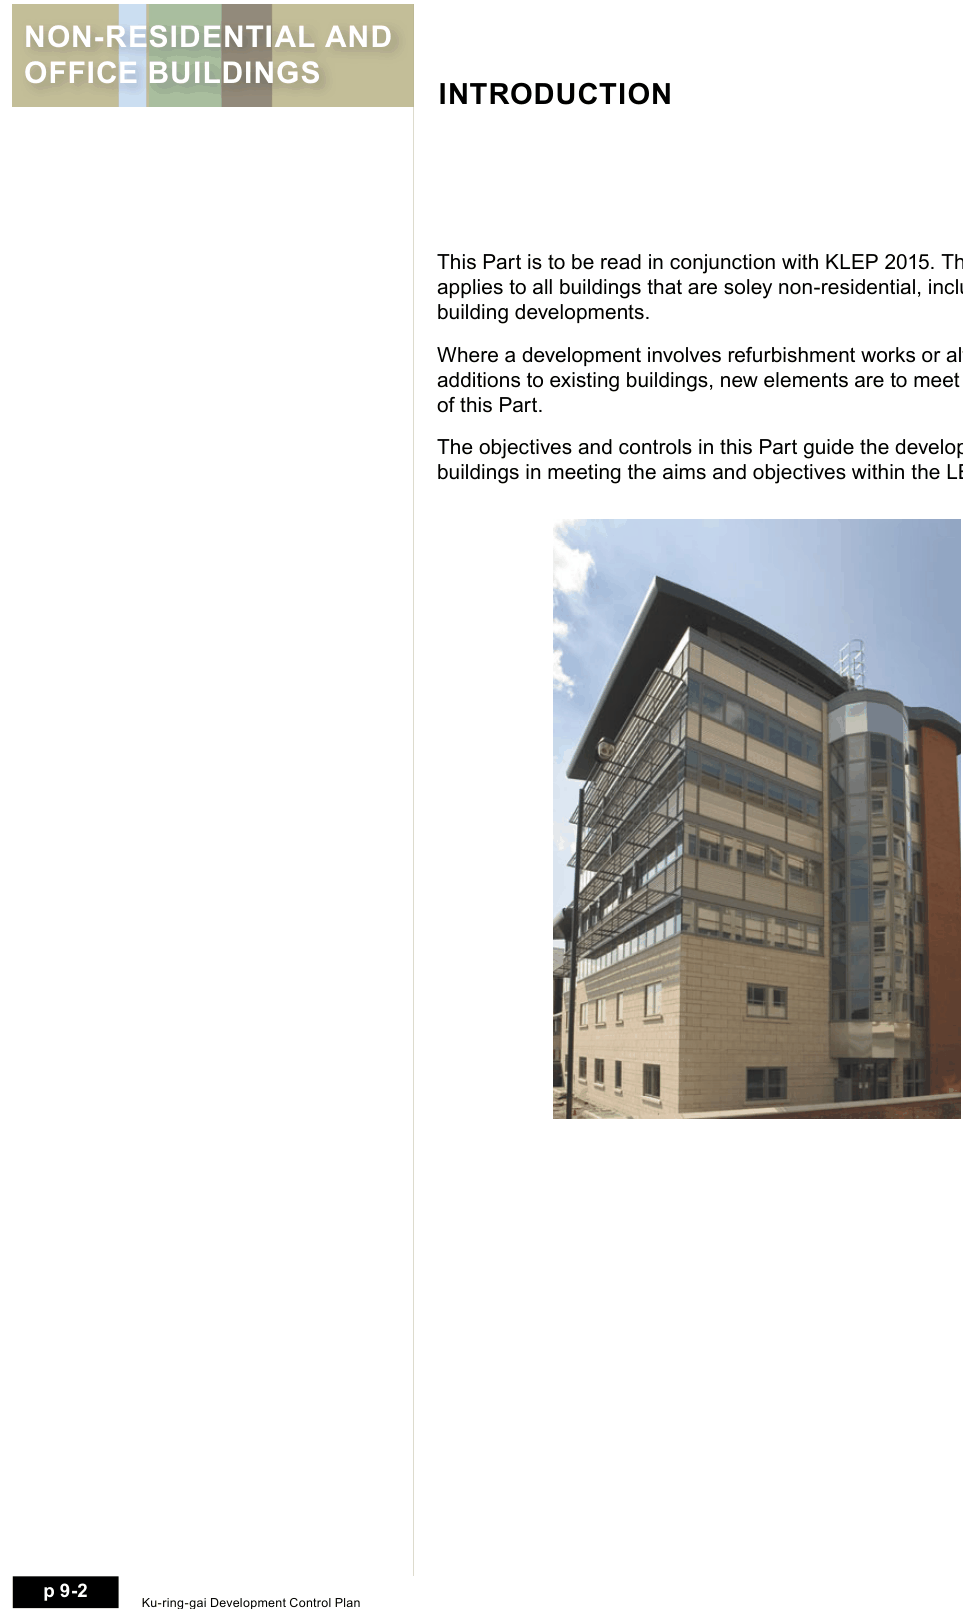 NON-RESIDENTIAL AND
OFFICE BUILDINGS
INTRODUCTION
This Part is to be read in conjunction with KLEP 2015.
applies to all buildings that are soley non-residential,
building developments.
Where a development involves refurbishment works or
additions to existing buildings, new elements are to meet
of this Part.
The objectives and controls in this Part guide the
buildings in meeting the aims and objectives within the
p 9-2
Ku-ring-gai Development Control Plan